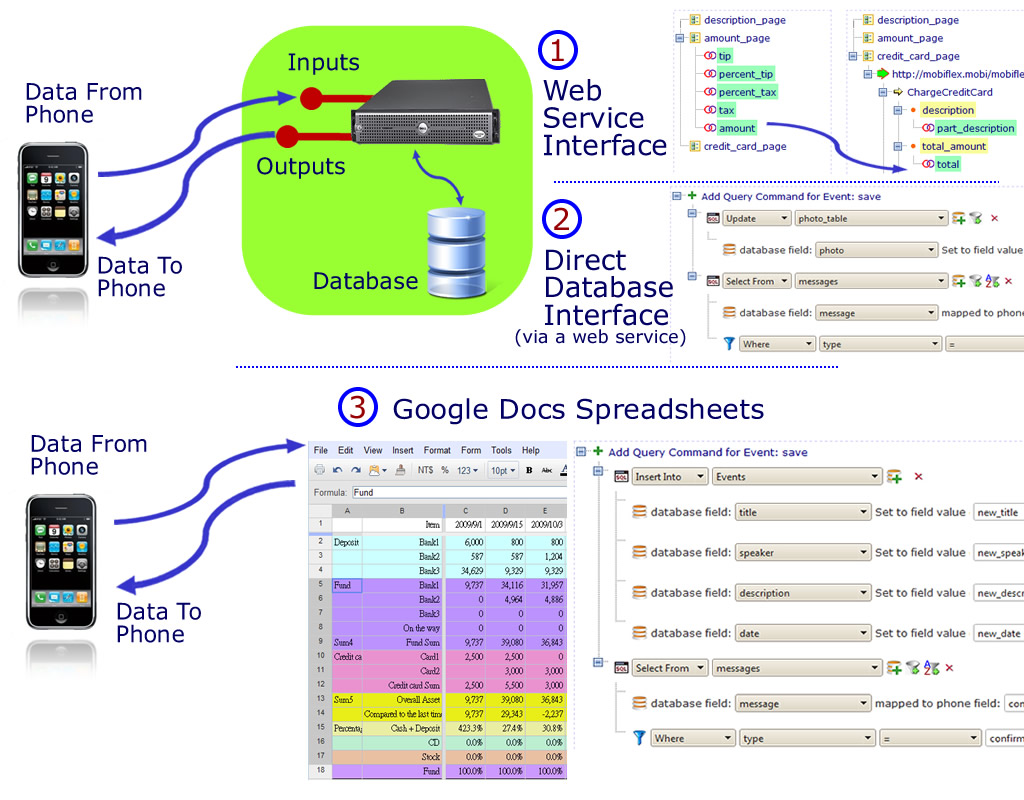 Inputs
Outputs
Data From
Phone
Data To
Phone
Database
1
Web
Service
Interface
description_page
amount_page
tip
percent_tip
percent_tax
tax
amount
credit_card_page
description_page
amount_page
credit_card_page
http://mobiflex.mobi/mobifle
ChargeCreditCard
description
part_description
total_amount
total
2
Direct
Database
Interface
(via a web service)
Add Query Command for Event: save
SQL Update photo_table
database field: photo Set to field value
SQL Select From messages
database field: message mapped to phone
Where type =
3 Google Docs Spreadsheets
Data From
Phone
Data To
Phone
File Edit View Insert Format Form Tools Help
NT$ % 123 10pt B Abc A
Formula: Fund
A B C D E
1 Item 2009/9/1 2009/9/15 2009/10/3
2 Deposit Bank1 6,000 800 800
3 Bank2 587 587 1,204
4 Bank3 34,629 9,329 9,329
5 Fund Bank1 9,737 34,116 31,957
6 Bank2 0 4,964 4,886
7 Bank3 0 0 0
8 On the way 0 0 0
9 Sum4 Fund Sum 9,737 39,080 36,843
10 Credit ca Card1 2,500 2,500 0
11 Card2 3,000 3,000
12 Credit card Sum 2,500 5,500 3,000
13 Sum5 Overall Asset 9,737 39,080 36,843
14 Compared to the last time 9,737 29,343 -2,237
15 Percenta Cash + Deposit 423.3% 27.4% 30.8%
16 CD 0.0% 0.0% 0.0%
17 Stock 0.0% 0.0% 0.0%
18 Fund 100.0% 100.0% 100.0%
Add Query Command for Event: save
SQL Insert Into Events
database field: title Set to field value new_title
database field: speaker Set to field value new_speak
database field: description Set to field value new_descr
database field: date Set to field value new_date
SQL Select From messages
database field: message mapped to phone field: con
Where type = confirm